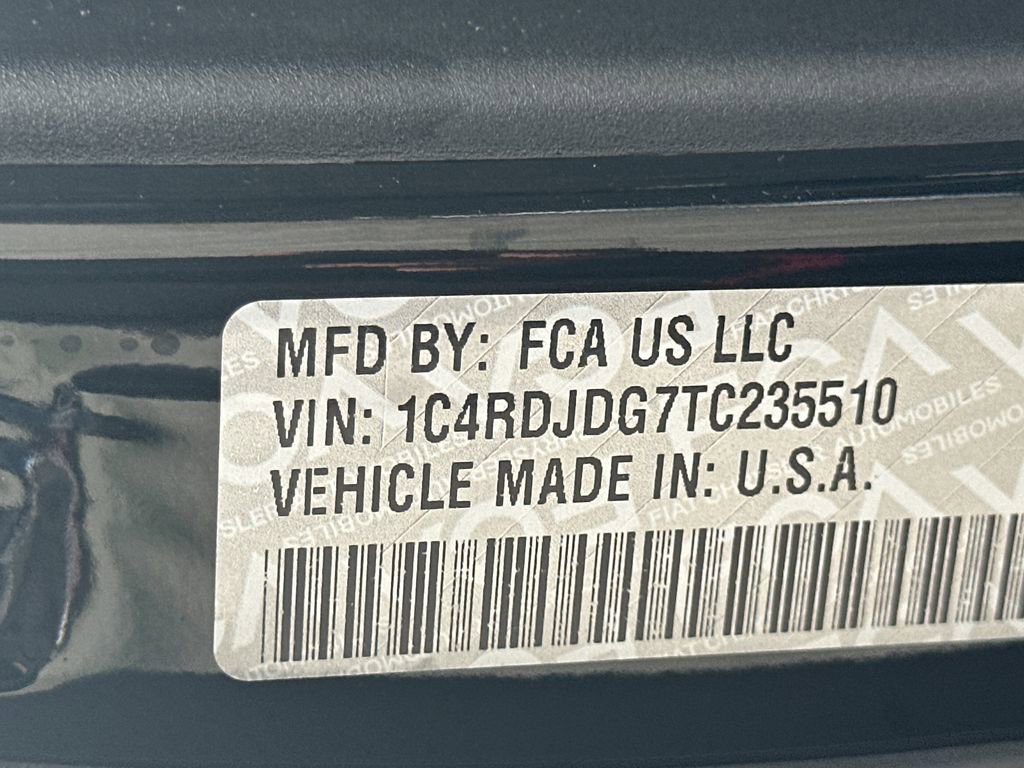 MFD BY: FCA US LLC
VIN: 1C4RDJDG7TC235510
VEHICLE MADE IN: U.S.A.